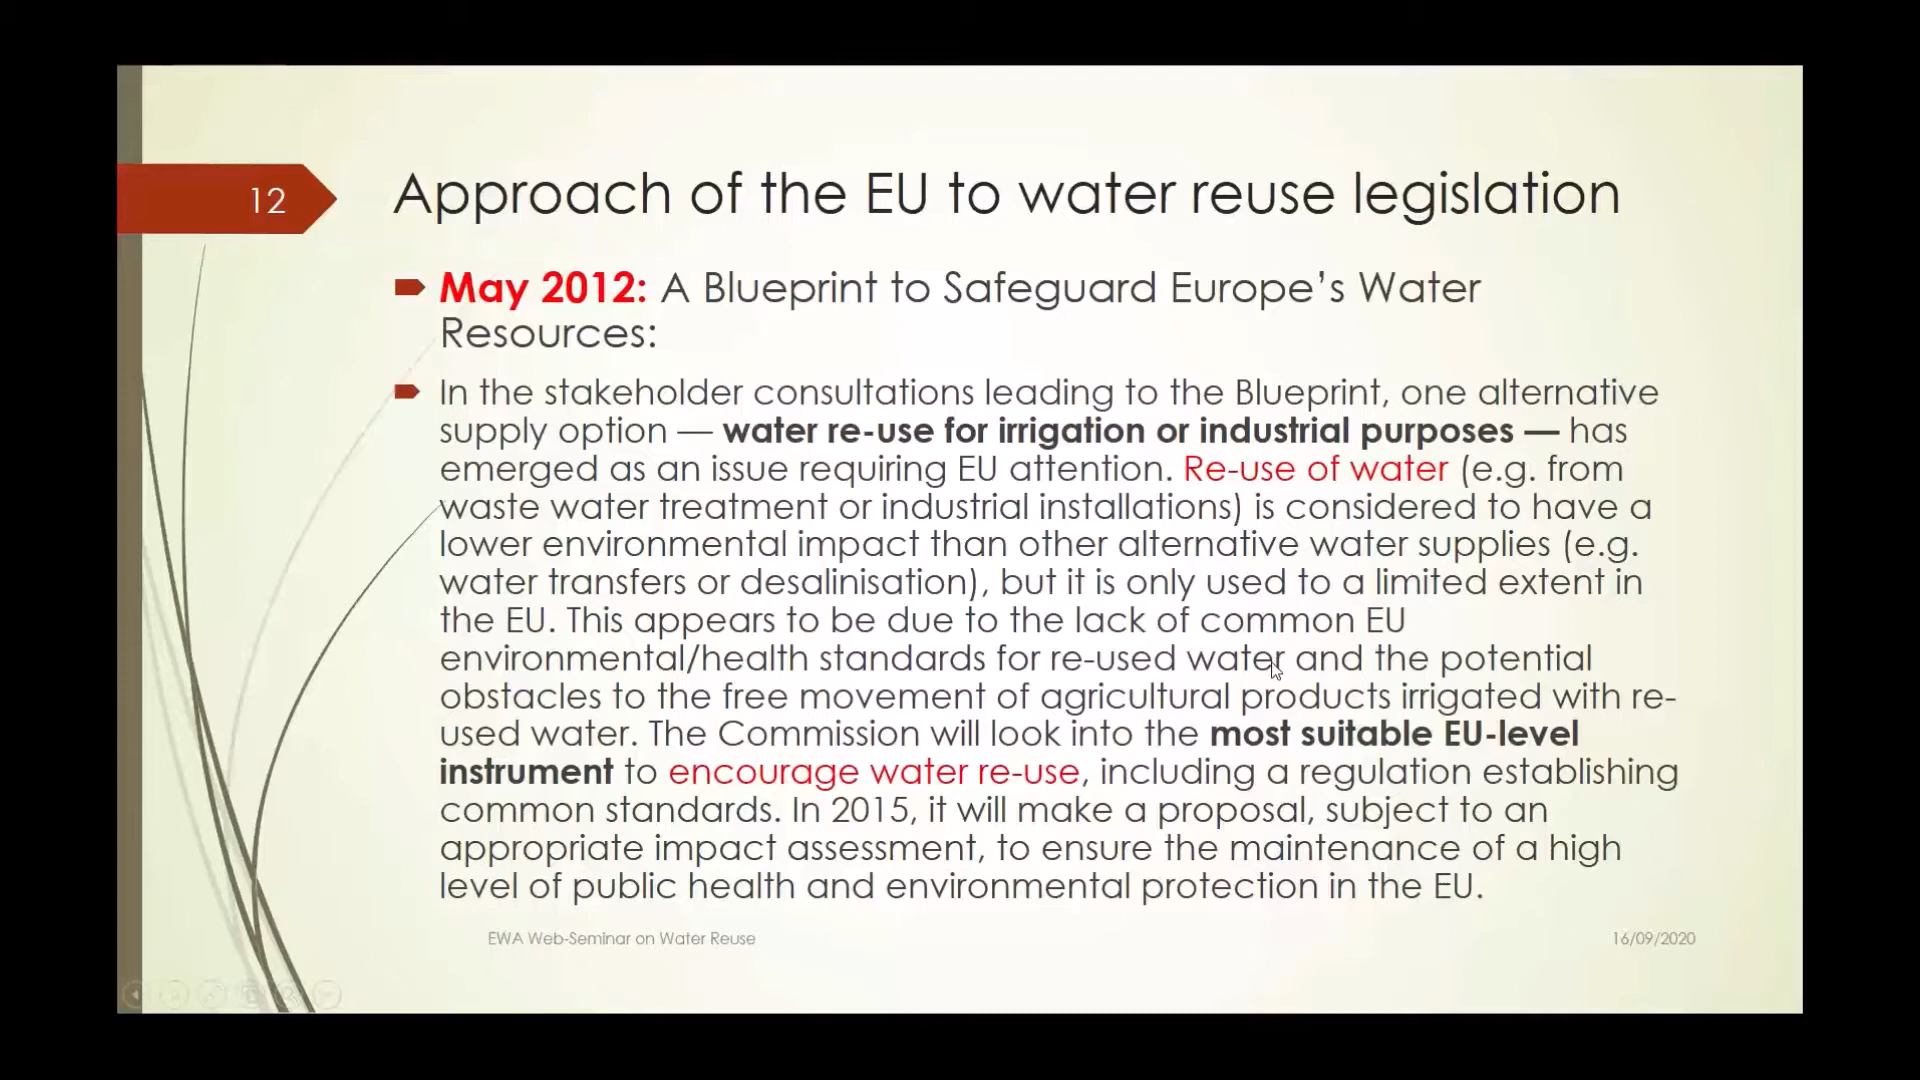 12
Approach of the EU to water reuse legislation
May 2012: A Blueprint to Safeguard Europe’s Water
Resources:
In the stakeholder consultations leading to the Blueprint, one alternative
supply option — water re-use for irrigation or industrial purposes — has
emerged as an issue requiring EU attention. Re-use of water (e.g. from
waste water treatment or industrial installations) is considered to have a
lower environmental impact than other alternative water supplies (e.g.
water transfers or desalinisation), but it is only used to a limited extent in
the EU. This appears to be due to the lack of common EU
environmental/health standards for re-used water and the potential
obstacles to the free movement of agricultural products irrigated with re-
used water. The Commission will look into the most suitable EU-level
instrument to encourage water re-use, including a regulation establishing
common standards. In 2015, it will make a proposal, subject to an
appropriate impact assessment, to ensure the maintenance of a high
level of public health and environmental protection in the EU.
EWA Web-Seminar on Water Reuse
16/09/2020